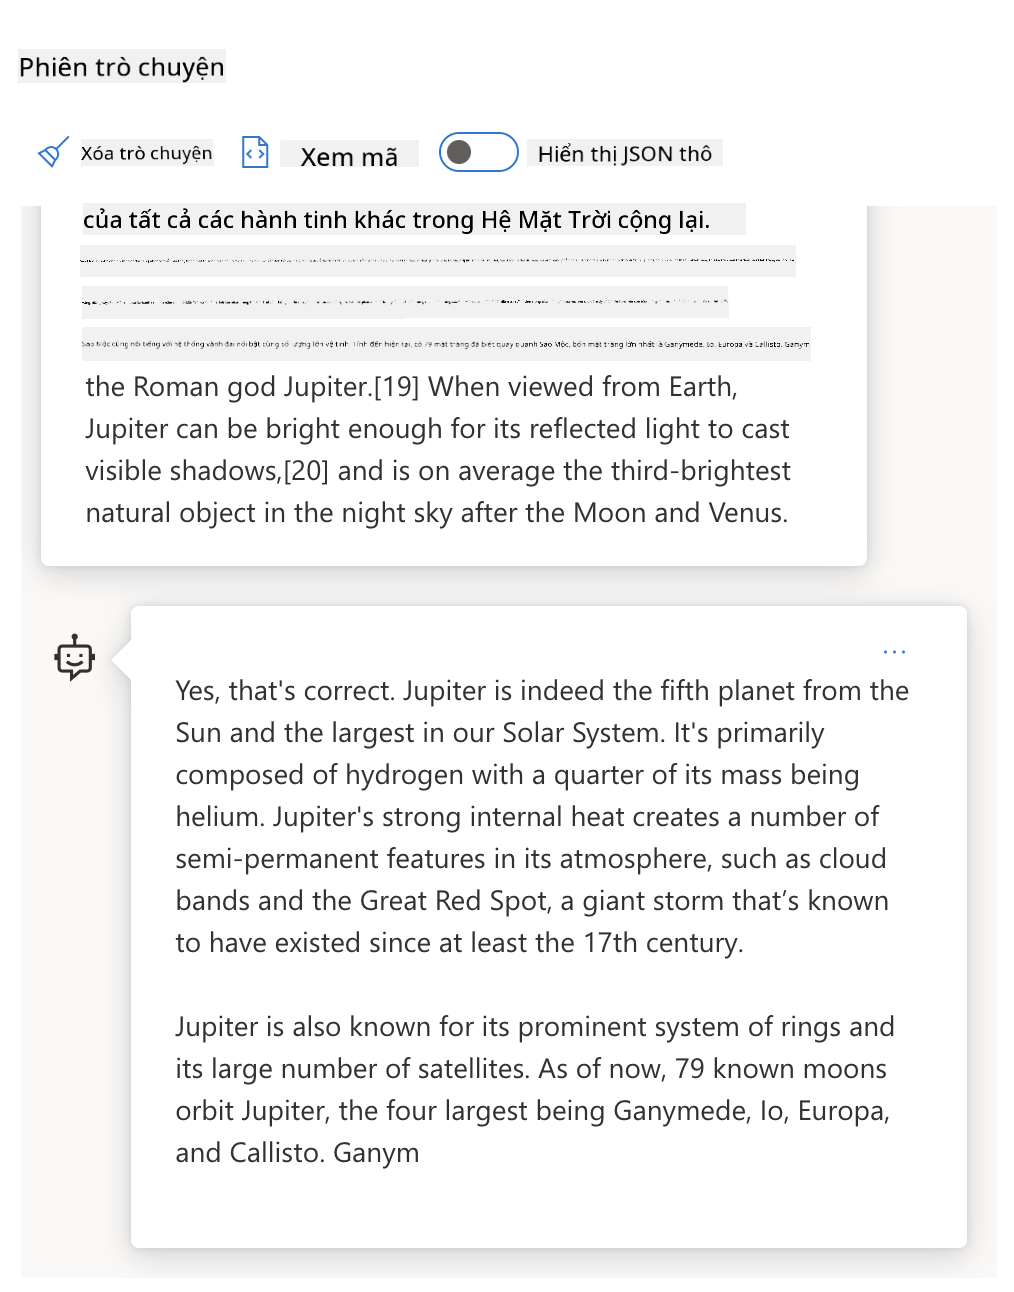 Phiên trò chuyện
Xóa trò chuyện
Xem mã
Hiển thị JSON thô
của tất cả các hành tinh khác trong Hệ Mặt Trời cộng lại.
Sao Mộc cũng nổi tiếng với hệ thống vành đai nổi bật cùng số lượng lớn vệ tinh. Tính đến hiện tại, có 79 mặt trăng đã biết quay quanh Sao Mộc, bốn mặt trăng lớn nhất là Ganymede, Io, Europa và Callisto. Ganym
the Roman god Jupiter.[19] When viewed from Earth,
Jupiter can be bright enough for its reflected light to cast
visible shadows,[20] and is on average the third-brightest
natural object in the night sky after the Moon and Venus.
Yes, that's correct. Jupiter is indeed the fifth planet from the
Sun and the largest in our Solar System. It's primarily
composed of hydrogen with a quarter of its mass being
helium. Jupiter's strong internal heat creates a number of
semi-permanent features in its atmosphere, such as cloud
bands and the Great Red Spot, a giant storm that’s known
to have existed since at least the 17th century.
Jupiter is also known for its prominent system of rings and
its large number of satellites. As of now, 79 known moons
orbit Jupiter, the four largest being Ganymede, Io, Europa,
and Callisto. Ganym